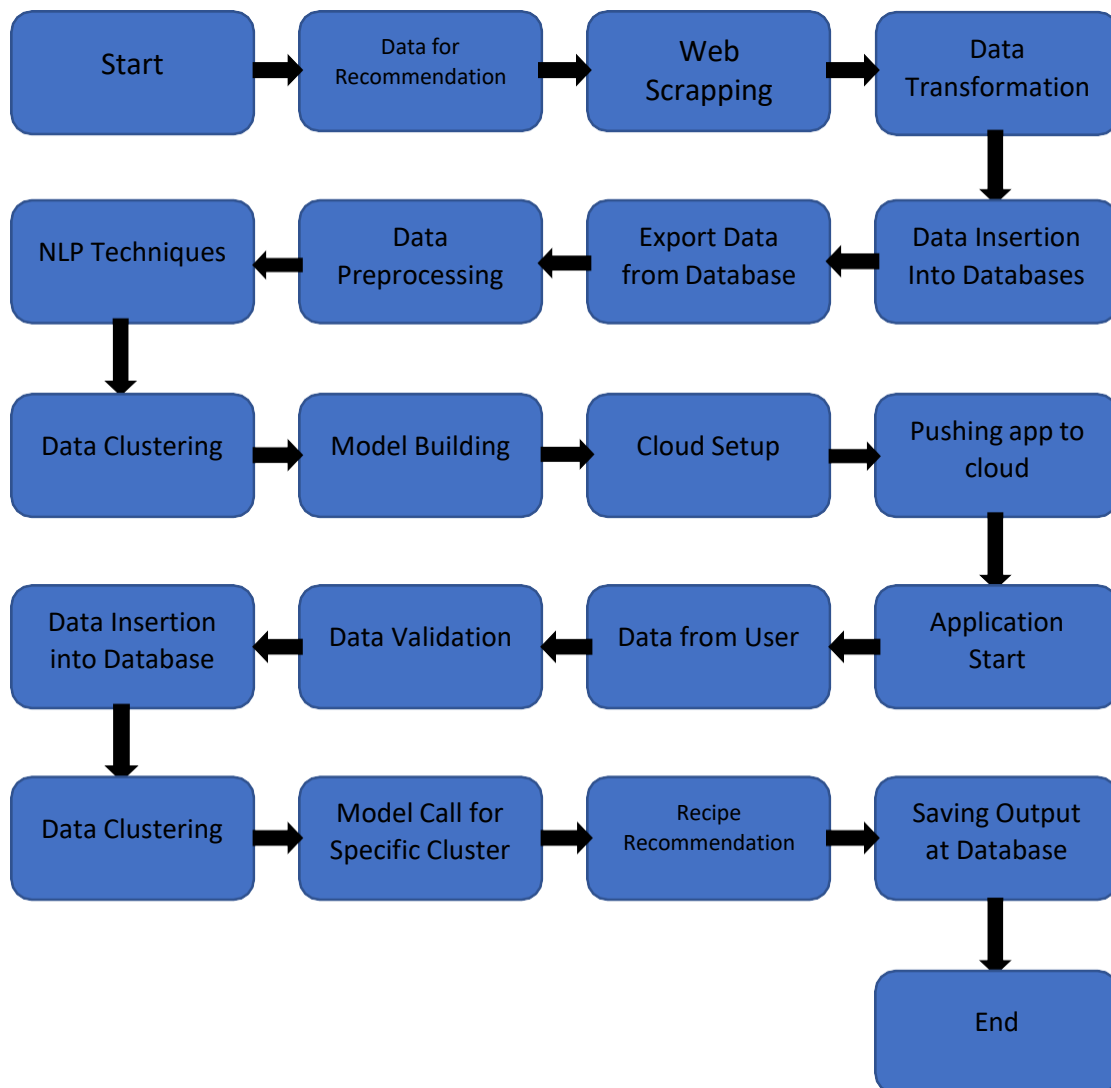 Start
Data for
Recommendation
Web
Scrapping
Data
Transformation
NLP Techniques
Data
Preprocessing
Export Data
from Database
Data Insertion
Into Databases
Data Clustering
Model Building
Cloud Setup
Pushing app to
cloud
Data Insertion
into Database
Data Validation
Data from User
Application
Start
Data Clustering
Model Call for
Specific Cluster
Recipe
Recommendation
Saving Output
at Database
End